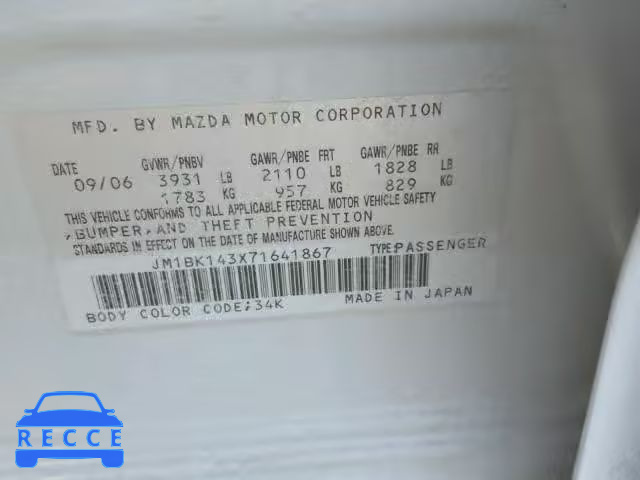 MFD. BY MAZDA MOTOR CORPORATION
DATE GVWR/PNBV GAWR/PNBE FRT GAWR/PNBE RR
09/06 3931 LB 2110 LB 1828 LB
1783 KG 957 KG 829 KG
THIS VEHICLE CONFORMS TO ALL APPLICABLE FEDERAL MOTOR VEHICLE SAFETY
,BUMPER, AND THEFT PREVENTION
STANDARDS IN EFFECT ON THE DATE OF MANUFACTURE SHOWN ABOVE.
JM1BK143X71641867 TYPE:PASSENGER
BODY COLOR CODE;34K MADE IN JAPAN
RECCE